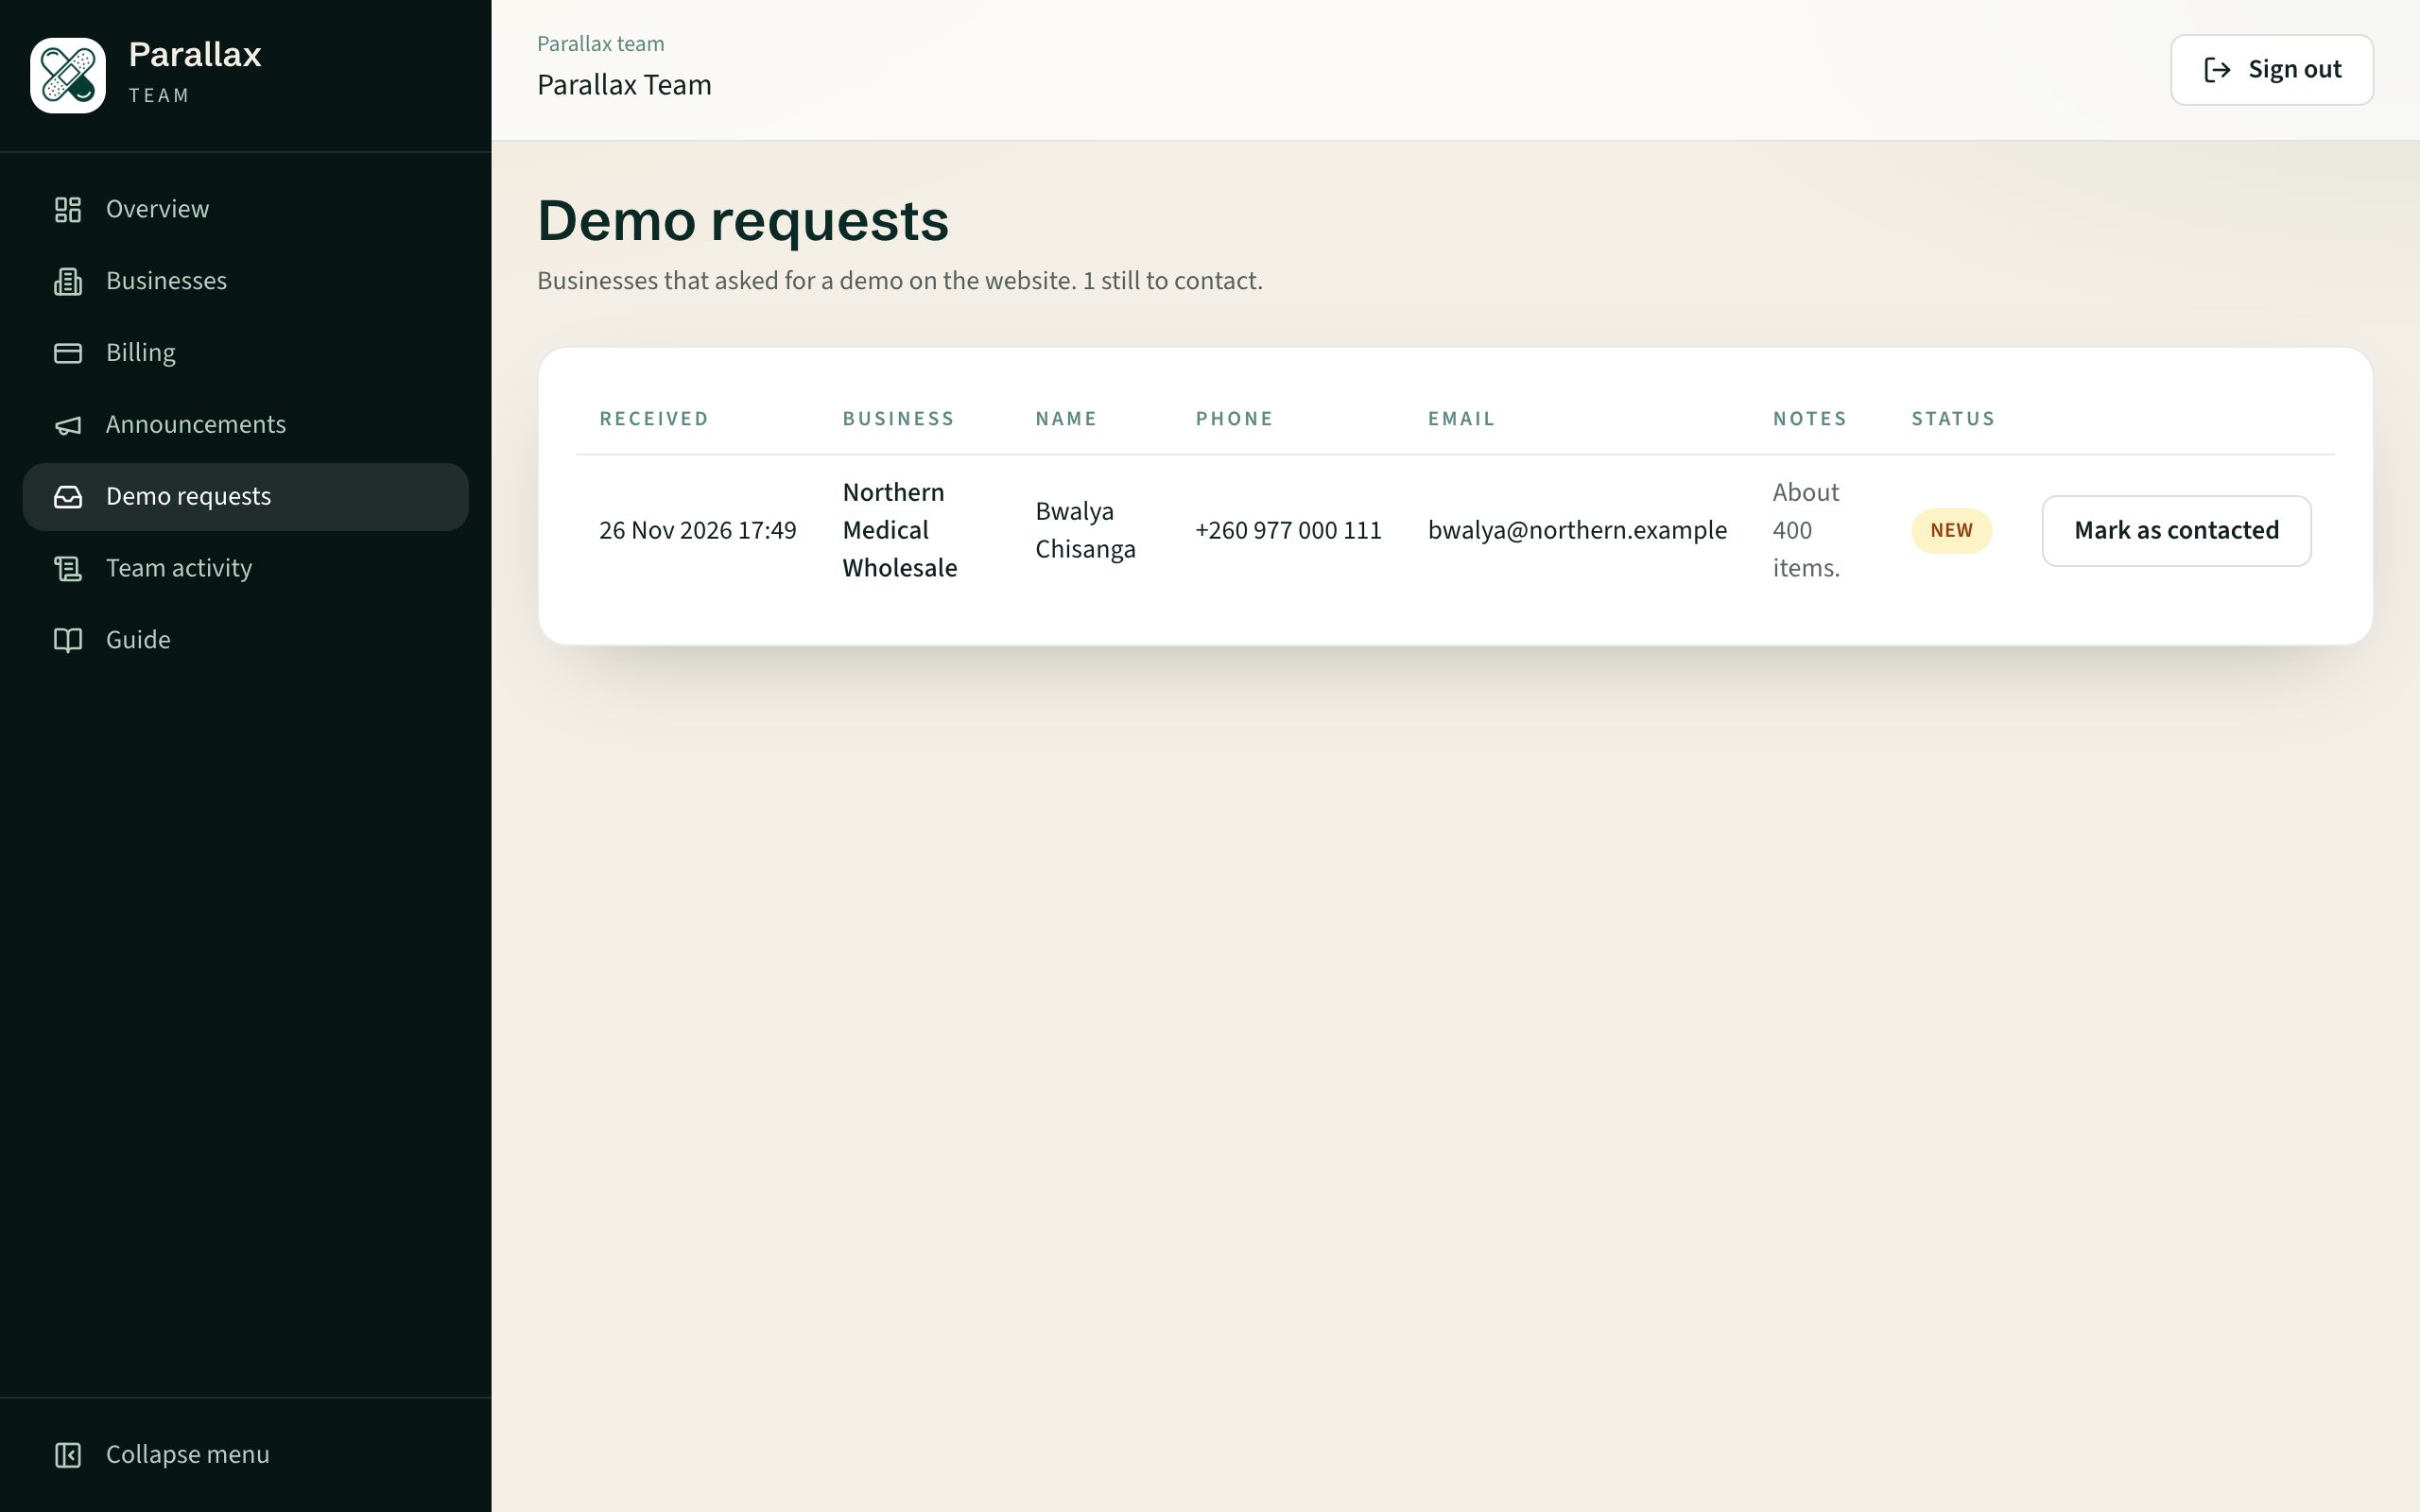 Parallax
TEAM
Overview
Businesses
Billing
Announcements
Demo requests
Team activity
Guide
Collapse menu
Parallax team
Parallax Team
Sign out
Demo requests
Businesses that asked for a demo on the website. 1 still to contact.
RECEIVED BUSINESS NAME PHONE EMAIL NOTES STATUS
26 Nov 2026 17:49
Northern
Medical
Wholesale
Bwalya
Chisanga
+260 977 000 111
bwalya@northern.example
About
400
items.
NEW
Mark as contacted